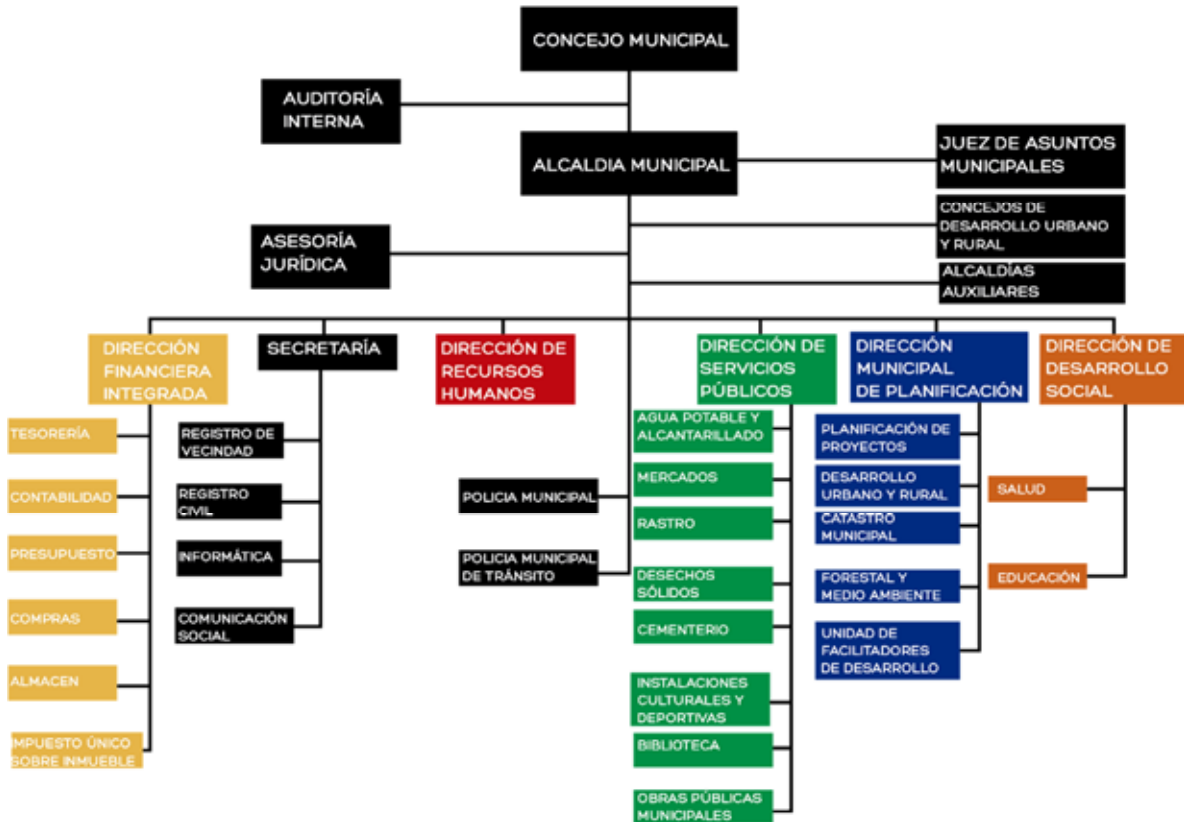 CONCEJO MUNICIPAL
AUDITORÍA
INTERNA
ALCALDIA MUNICIPAL
JUEZ DE ASUNTOS
MUNICIPALES
CONCEJOS DE
DESARROLLO URBANO
Y RURAL
ASESORÍA
JURÍDICA
ALCALDÍAS
AUXILIARES
DIRECCIÓN
FINANCIERA
INTEGRADA
SECRETARÍA
DIRECCIÓN DE
RECURSOS
HUMANOS
DIRECCIÓN DE
SERVICIOS
PÚBLICOS
DIRECCIÓN
MUNICIPAL
DE PLANIFICACIÓN
DIRECCIÓN DE
DESARROLLO
SOCIAL
TESORERÍA
CONTABILIDAD
PRESUPUESTO
COMPRAS
ALMACEN
IMPUESTO ÚNICO
SOBRE INMUEBLE
REGISTRO DE
VECINDAD
REGISTRO
CIVIL
INFORMÁTICA
COMUNICACIÓN
SOCIAL
POLICIA MUNICIPAL
POLICIA MUNICIPAL
DE TRÁNSITO
AGUA POTABLE Y
ALCANTARILLADO
MERCADOS
RASTRO
DESECHOS
SÓLIDOS
CEMENTERIO
INSTALACIONES
CULTURALES Y
DEPORTIVAS
BIBLIOTECA
OBRAS PÚBLICAS
MUNICIPALES
PLANIFICACIÓN DE
PROYECTOS
DESARROLLO
URBANO Y RURAL
CATASTRO
MUNICIPAL
FORESTAL Y
MEDIO AMBIENTE
UNIDAD DE
FACILITADORES
DE DESARROLLO
SALUD
EDUCACIÓN